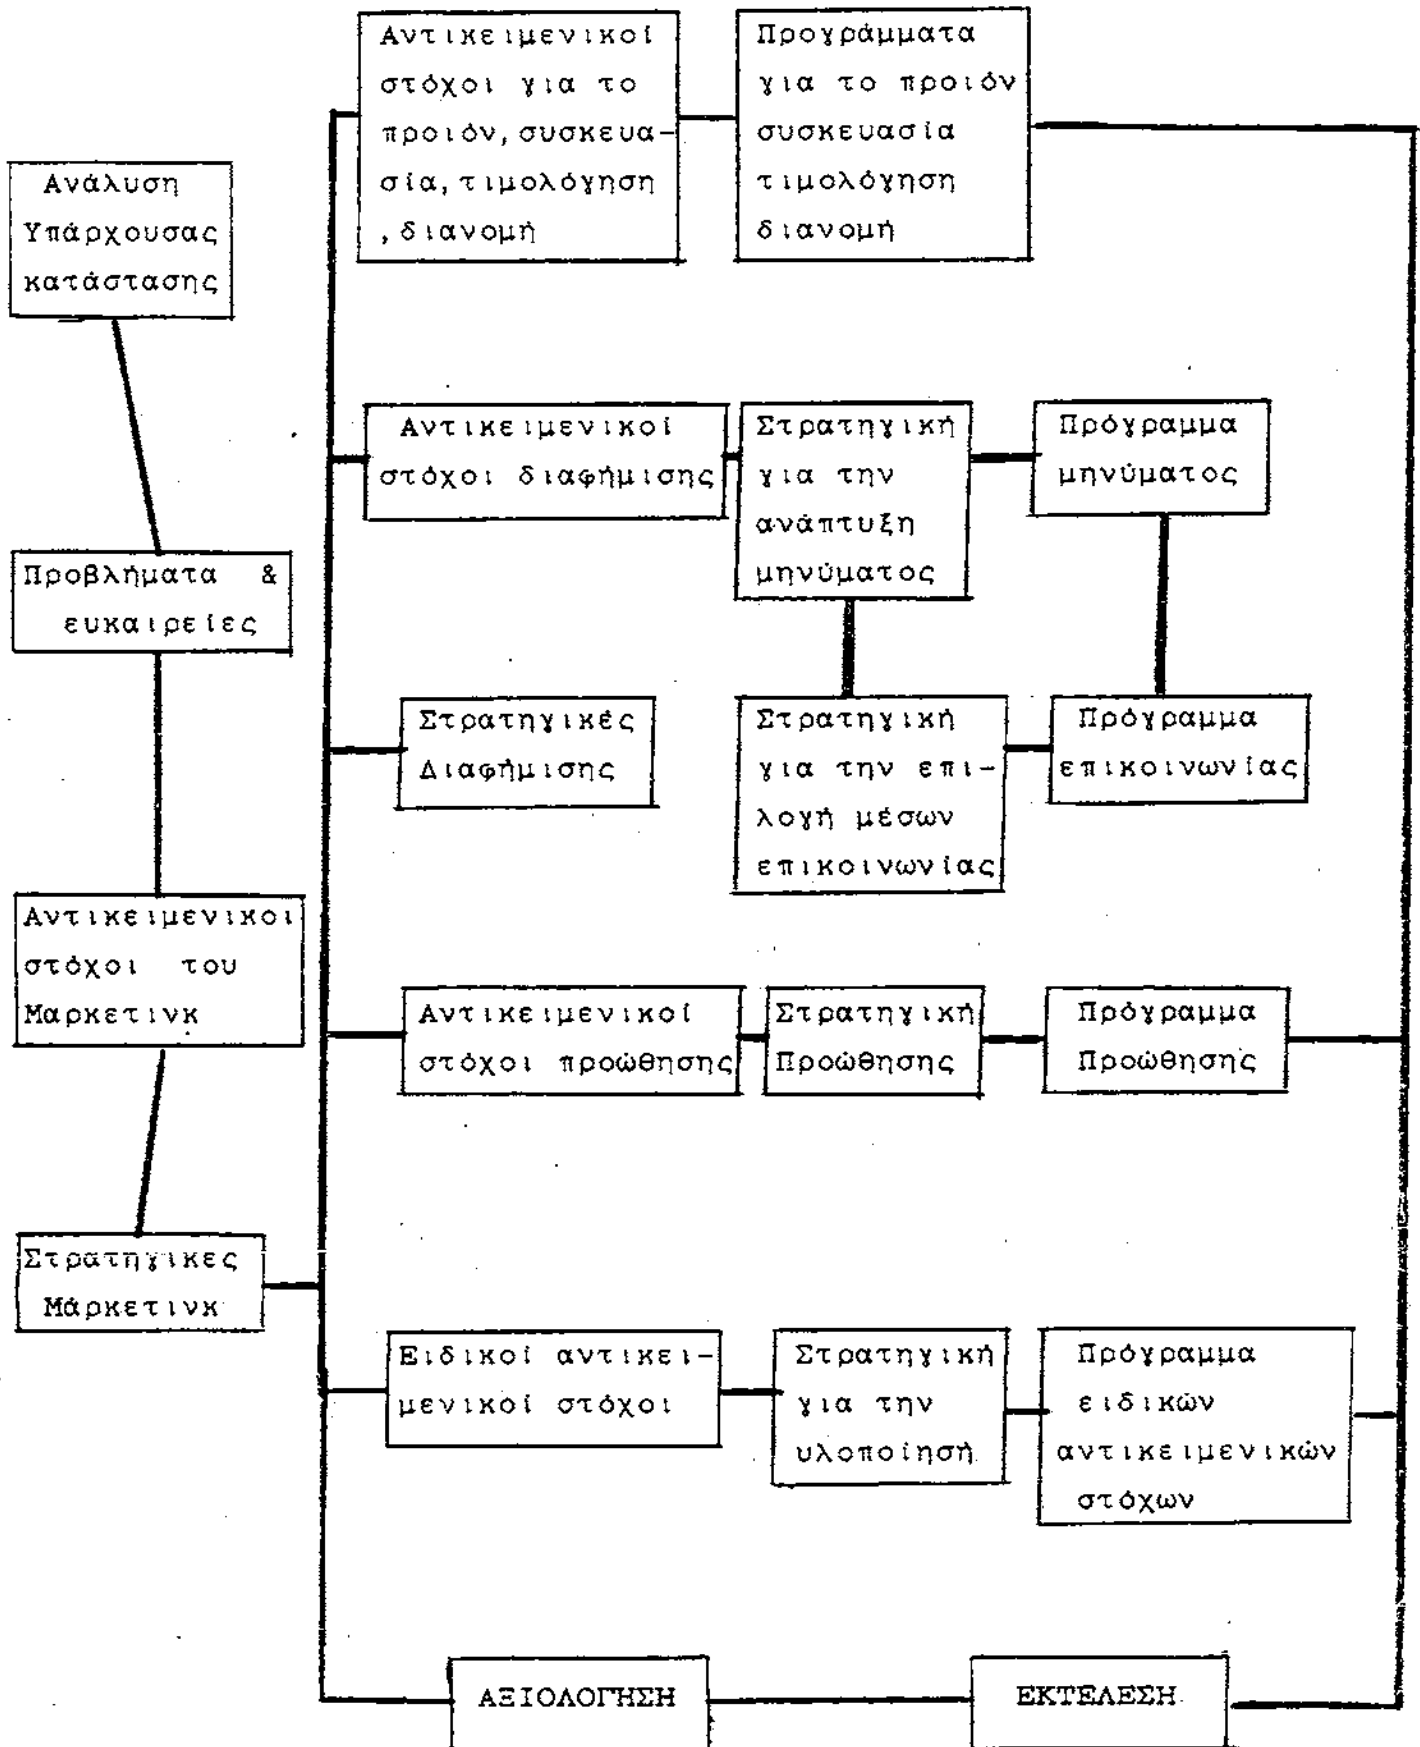 Αντικειμενικοί
στόχοι για το
προιόν, συσκευα-
σία, τιμολόγηση
, διανομή
Προγράμματα
για το προιόν
συσκευασία
τιμολόγηση
διανομή
Ανάλυση
Υπάρχουσας
κατάστασης
Αντικειμενικοί
στόχοι διαφήμισης
Στρατηγική
για την
ανάπτυξη
μηνύματος
Πρόγραμμα
μηνύματος
Προβλήματα &
ευκαιρείες
Στρατηγικές
Διαφήμισης
Στρατηγική
για την επι-
λογή μέσων
επικοινωνίας
Πρόγραμμα
επικοινωνίας
Αντικειμενικοι
στόχοι του
Μαρκετινκ
Αντικειμενικοί
στόχοι προώθησης
Στρατηγική
Προώθησης
Πρόγραμμα
Προώθησης
Στρατηγικες
Μάρκετινκ
Ειδικοί αντικει-
μενικοί στόχοι
Στρατηγική
για την
υλοποίησή
Πρόγραμμα
ειδικών
αντικειμενικών
στόχων
ΑΞΙΟΛΟΓΗΣΗ
ΕΚΤΕΛΕΣΗ